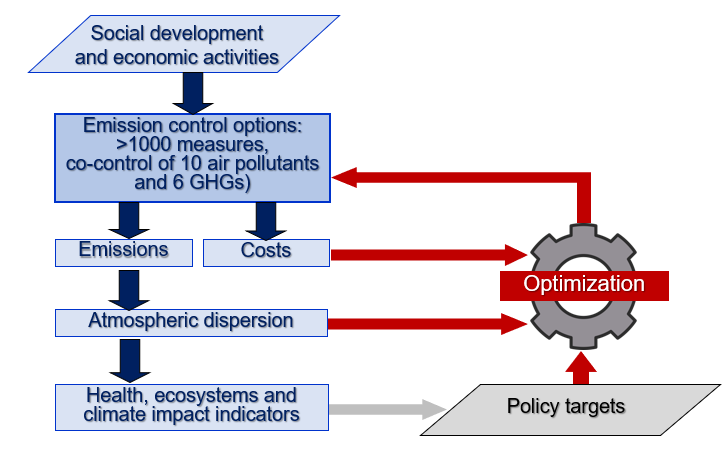 Social development
and economic activities
Emission control options:
>1000 measures,
co-control of 10 air pollutants
and 6 GHGs)
Emissions
Costs
Optimization
Atmospheric dispersion
Health, ecosystems and
climate impact indicators
Policy targets